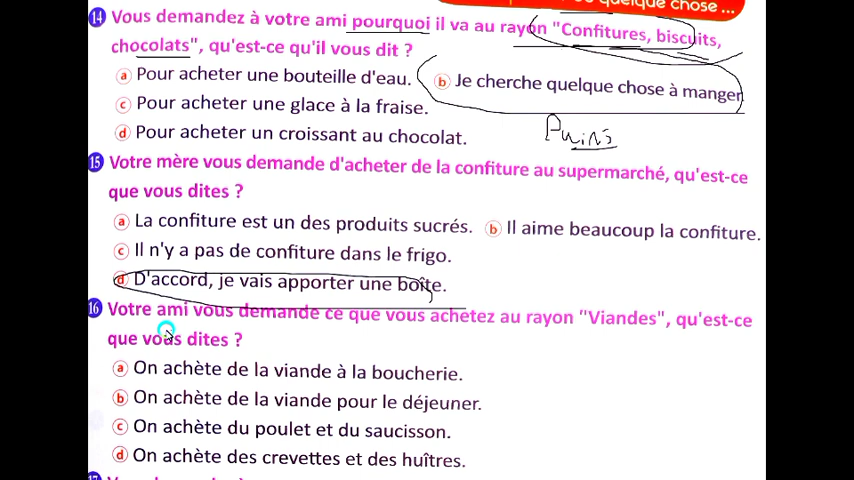 quelque chose ...
14 Vous demandez à votre ami pourquoi il va au rayon "Confitures, biscuits,
chocolats", qu'est-ce qu'il vous dit ?
a Pour acheter une bouteille d'eau. b Je cherche quelque chose à manger
c Pour acheter une glace à la fraise.
d Pour acheter un croissant au chocolat.
15 Votre mère vous demande d'acheter de la confiture au supermarché, qu'est-ce
que vous dites ?
a La confiture est un des produits sucrés. b Il aime beaucoup la confiture.
c Il n'y a pas de confiture dans le frigo.
d D'accord, je vais apporter une boîte.
16 Votre ami vous demande ce que vous achetez au rayon "Viandes", qu'est-ce
que vous dites ?
a On achète de la viande à la boucherie.
b On achète de la viande pour le déjeuner.
c On achète du poulet et du saucisson.
d On achète des crevettes et des huîtres.